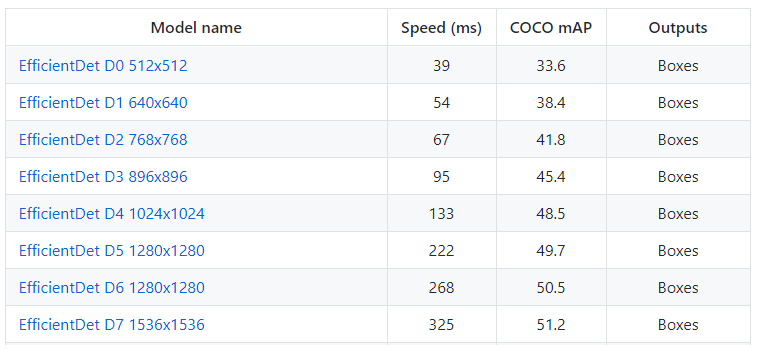 Model name Speed (ms) COCO mAP Outputs
EfficientDet D0 512x512 39 33.6 Boxes
EfficientDet D1 640x640 54 38.4 Boxes
EfficientDet D2 768x768 67 41.8 Boxes
EfficientDet D3 896x896 95 45.4 Boxes
EfficientDet D4 1024x1024 133 48.5 Boxes
EfficientDet D5 1280x1280 222 49.7 Boxes
EfficientDet D6 1280x1280 268 50.5 Boxes
EfficientDet D7 1536x1536 325 51.2 Boxes